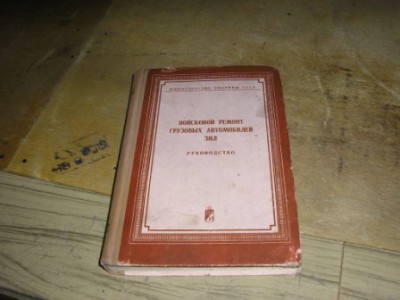 МИНИСТЕРСТВО ОБОРОНЫ СССР
ВОЙСКОВОЙ РЕМОНТ
ГРУЗОВЫХ АВТОМОБИЛЕЙ
ЗИЛ
РУКОВОДСТВО